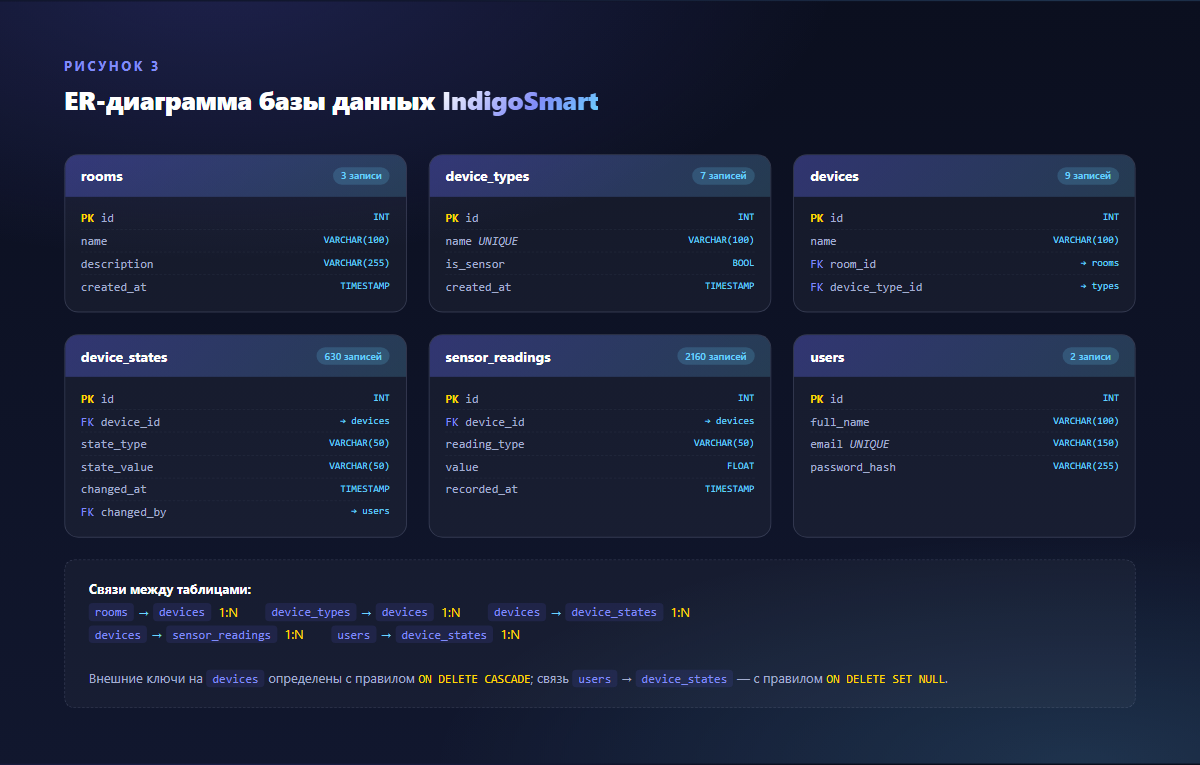 РИСУНОК 3
ER-диаграмма базы данных IndigoSmart
rooms 3 записи
PK id INT
name VARCHAR(100)
description VARCHAR(255)
created_at TIMESTAMP
device_types 7 записей
PK id INT
name UNIQUE VARCHAR(100)
is_sensor BOOL
created_at TIMESTAMP
devices 9 записей
PK id INT
name VARCHAR(100)
FK room_id → rooms
FK device_type_id → types
device_states 630 записей
PK id INT
FK device_id → devices
state_type VARCHAR(50)
state_value VARCHAR(50)
changed_at TIMESTAMP
FK changed_by → users
sensor_readings 2160 записей
PK id INT
FK device_id → devices
reading_type VARCHAR(50)
value FLOAT
recorded_at TIMESTAMP
users 2 записи
PK id INT
full_name VARCHAR(100)
email UNIQUE VARCHAR(150)
password_hash VARCHAR(255)
Связи между таблицами:
rooms → devices 1:N device_types → devices 1:N devices → device_states 1:N
devices → sensor_readings 1:N users → device_states 1:N
Внешние ключи на devices определены с правилом ON DELETE CASCADE; связь users → device_states — с правилом ON DELETE SET NULL.